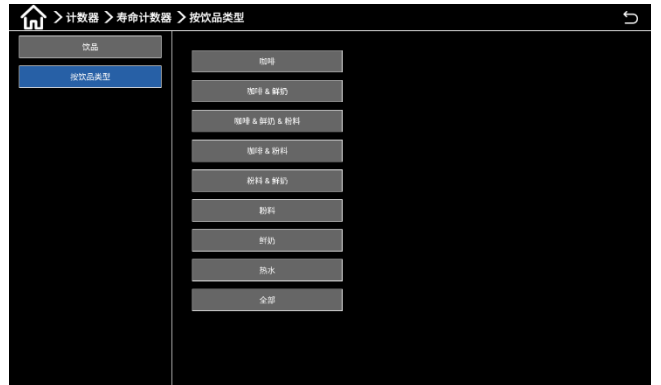 计数器 寿命计数器 按饮品类型
饮品
按饮品类型
咖啡
咖啡 & 鲜奶
咖啡 & 鲜奶 & 粉料
咖啡 & 粉料
粉料 & 鲜奶
粉料
鲜奶
热水
全部